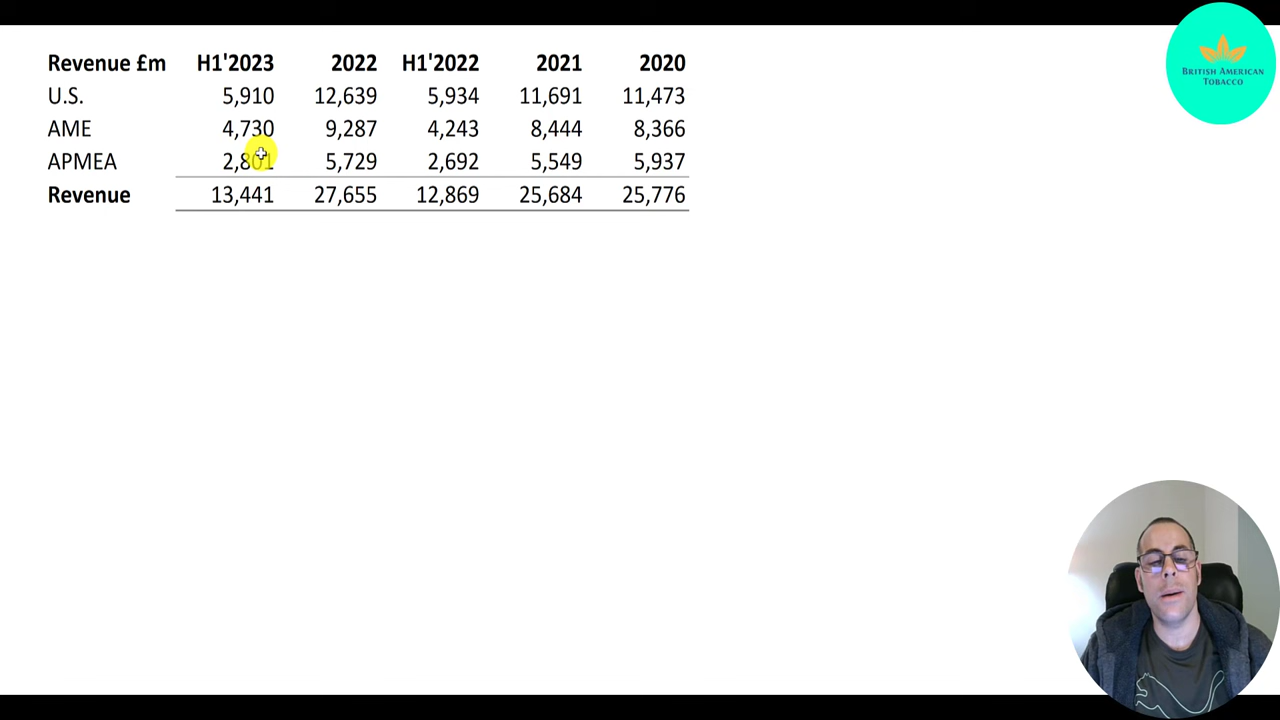 Revenue £m H1'2023 2022 H1'2022 2021 2020
U.S. 5,910 12,639 5,934 11,691 11,473
AME 4,730 9,287 4,243 8,444 8,366
APMEA 2,801 5,729 2,692 5,549 5,937
Revenue 13,441 27,655 12,869 25,684 25,776
BRITISH AMERICAN
TOBACCO